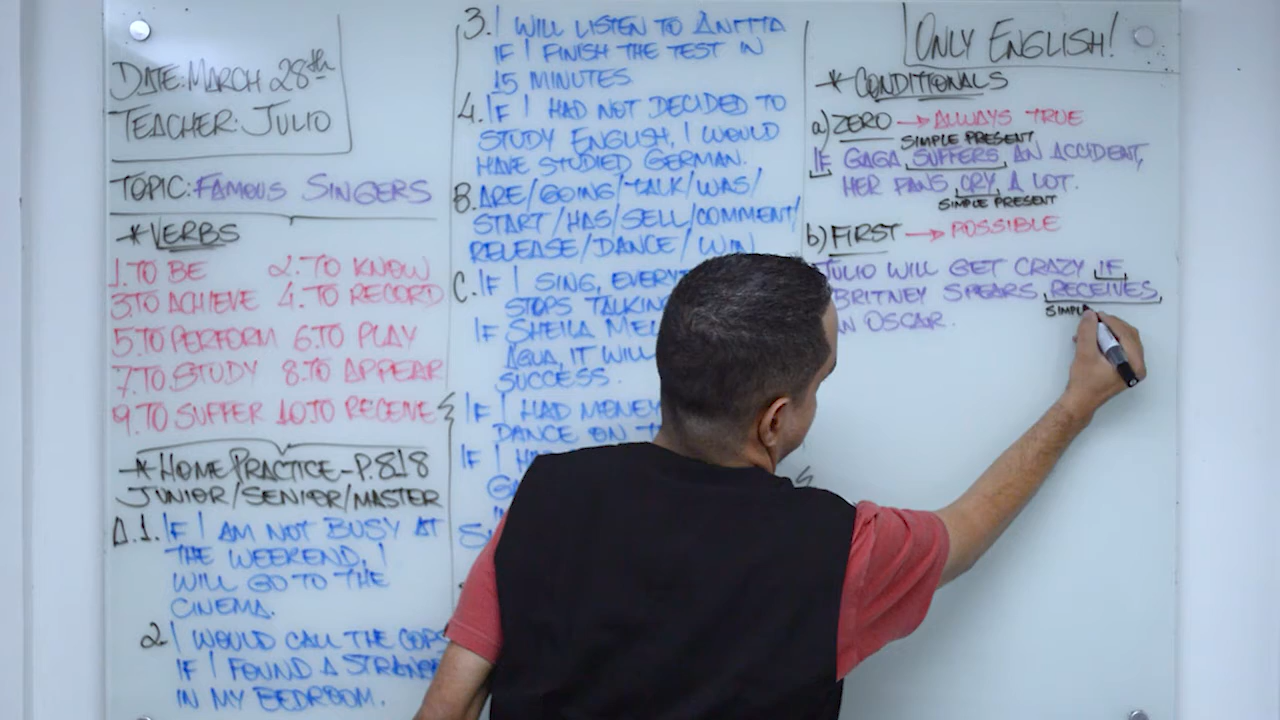 DATE: MARCH 28th
TEACHER: JULIO
TOPIC: FAMOUS SINGERS
*VERBS
1. TO BE 2. TO KNOW
3. TO ACHIEVE 4. TO RECORD
5. TO PERFORM 6. TO PLAY
7. TO STUDY 8. TO APPEAR
9. TO SUFFER 10. TO RECEIVE
*HOME PRACTICE - P. 818
JUNIOR/SENIOR/MASTER
A. 1. IF I AM NOT BUSY AT
THE WEEKEND, I
WILL GO TO THE
CINEMA.
2 I WOULD CALL THE COPS
IF I FOUND A
IN MY BEDROOM.
3. I WILL LISTEN TO ANITTA
IF I FINISH THE TEST IN
15 MINUTES.
4. IF I HAD NOT DECIDED TO
STUDY ENGLISH, I WOULD
HAVE STUDIED GERMAN.
B. ARE/GOING/TALK/WAS/
START/HAS/SELL/COMMENT/
RELEASE/DANCE/WIN
C. IF I SING,
STOPS
IF SHEILA
AGUA, IT WILL
SUCCESS.
IF I HAD MONEY
DANCE ON
IF I
ONLY ENGLISH!
*CONDITIONALS
a) ZERO → ALWAYS TRUE
SIMPLE PRESENT
IF GAGA SUFFERS AN ACCIDENT,
HER FANS CRY A LOT.
SIMPLE PRESENT
b) FIRST → POSSIBLE
JULIO WILL GET CRAZY IF
BRITNEY SPEARS RECEIVES
AN OSCAR.
SIMPL